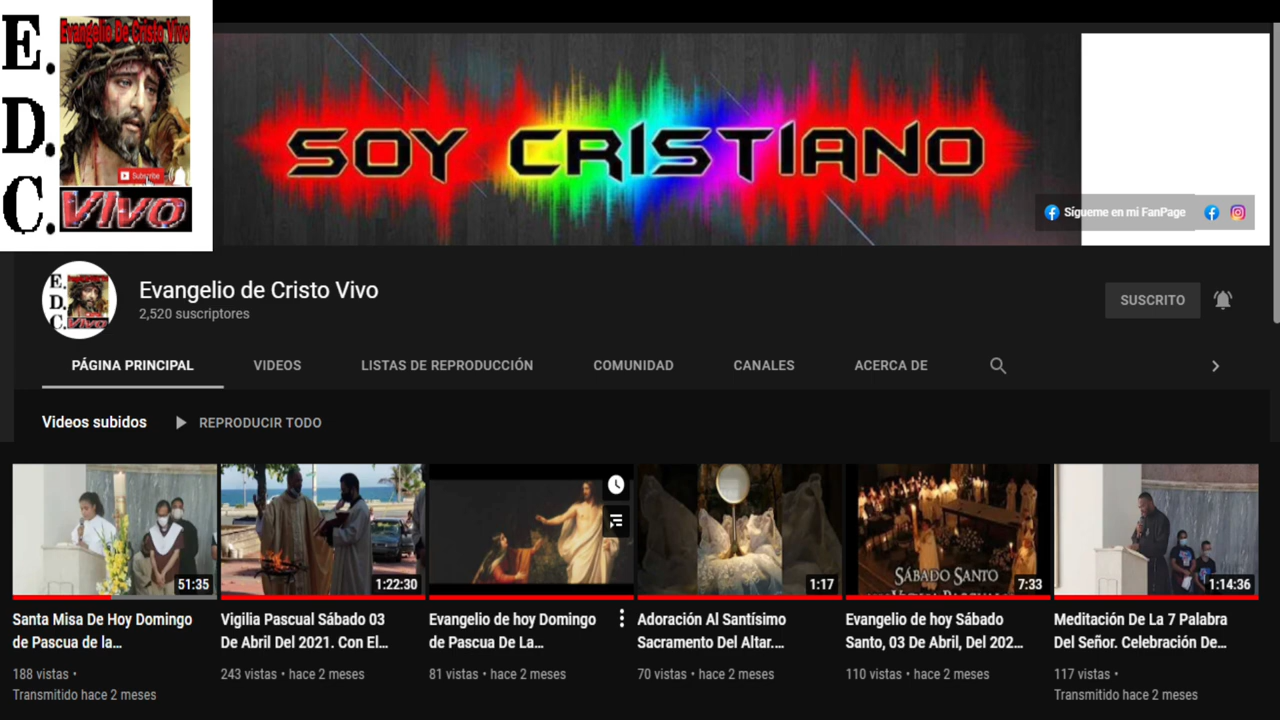 E.
D.
C.
Evangelio De Cristo Vivo
Subscribe
Vivo
SOY CRISTIANO
Sígueme en mi FanPage
Evangelio de Cristo Vivo
2,520 suscriptores
SUSCRITO
PÁGINA PRINCIPAL VIDEOS LISTAS DE REPRODUCCIÓN COMUNIDAD CANALES ACERCA DE
Videos subidos REPRODUCIR TODO
51:35
1:22:30
1:17
SÁBADO SANTO
7:33
1:14:36
Santa Misa De Hoy Domingo
de Pascua de la...
188 vistas •
Transmitido hace 2 meses
Vigilia Pascual Sábado 03
De Abril Del 2021. Con El...
243 vistas • hace 2 meses
Evangelio de hoy Domingo
de Pascua De La...
81 vistas • hace 2 meses
Adoración Al Santísimo
Sacramento Del Altar....
70 vistas • hace 2 meses
Evangelio de hoy Sábado
Santo, 03 De Abril, Del 202...
110 vistas • hace 2 meses
Meditación De La 7 Palabra
Del Señor. Celebración De...
117 vistas •
Transmitido hace 2 meses